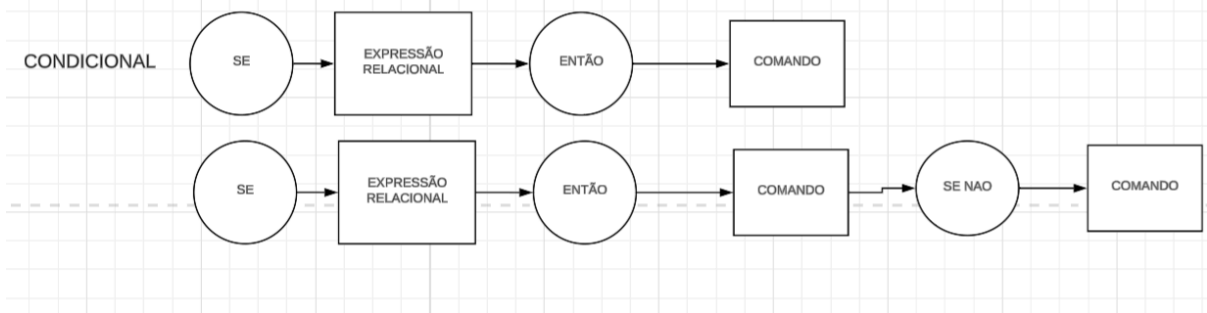 CONDICIONAL
SE
EXPRESSÃO
RELACIONAL
ENTÃO
COMANDO
SE
EXPRESSÃO
RELACIONAL
ENTÃO
COMANDO
SE NAO
COMANDO